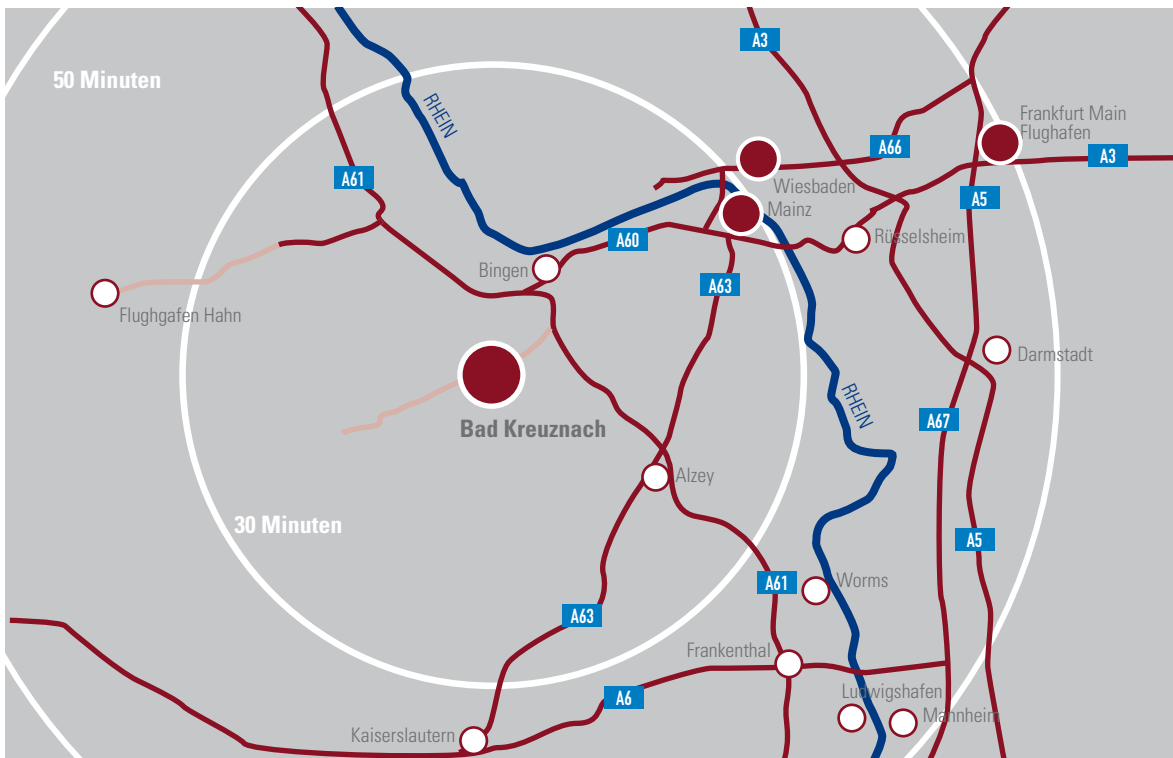 A3
50 Minuten
RHEIN
Frankfurt Main
Flughafen
A66
A3
A61
Wiesbaden
A5
Mainz
Rüsselsheim
A60
Bingen
A63
Flughgafen Hahn
Darmstadt
RHEIN
A67
Bad Kreuznach
Alzey
30 Minuten
A5
A61
Worms
A63
Frankenthal
A6
Ludwigshafen
Mannheim
Kaiserslautern